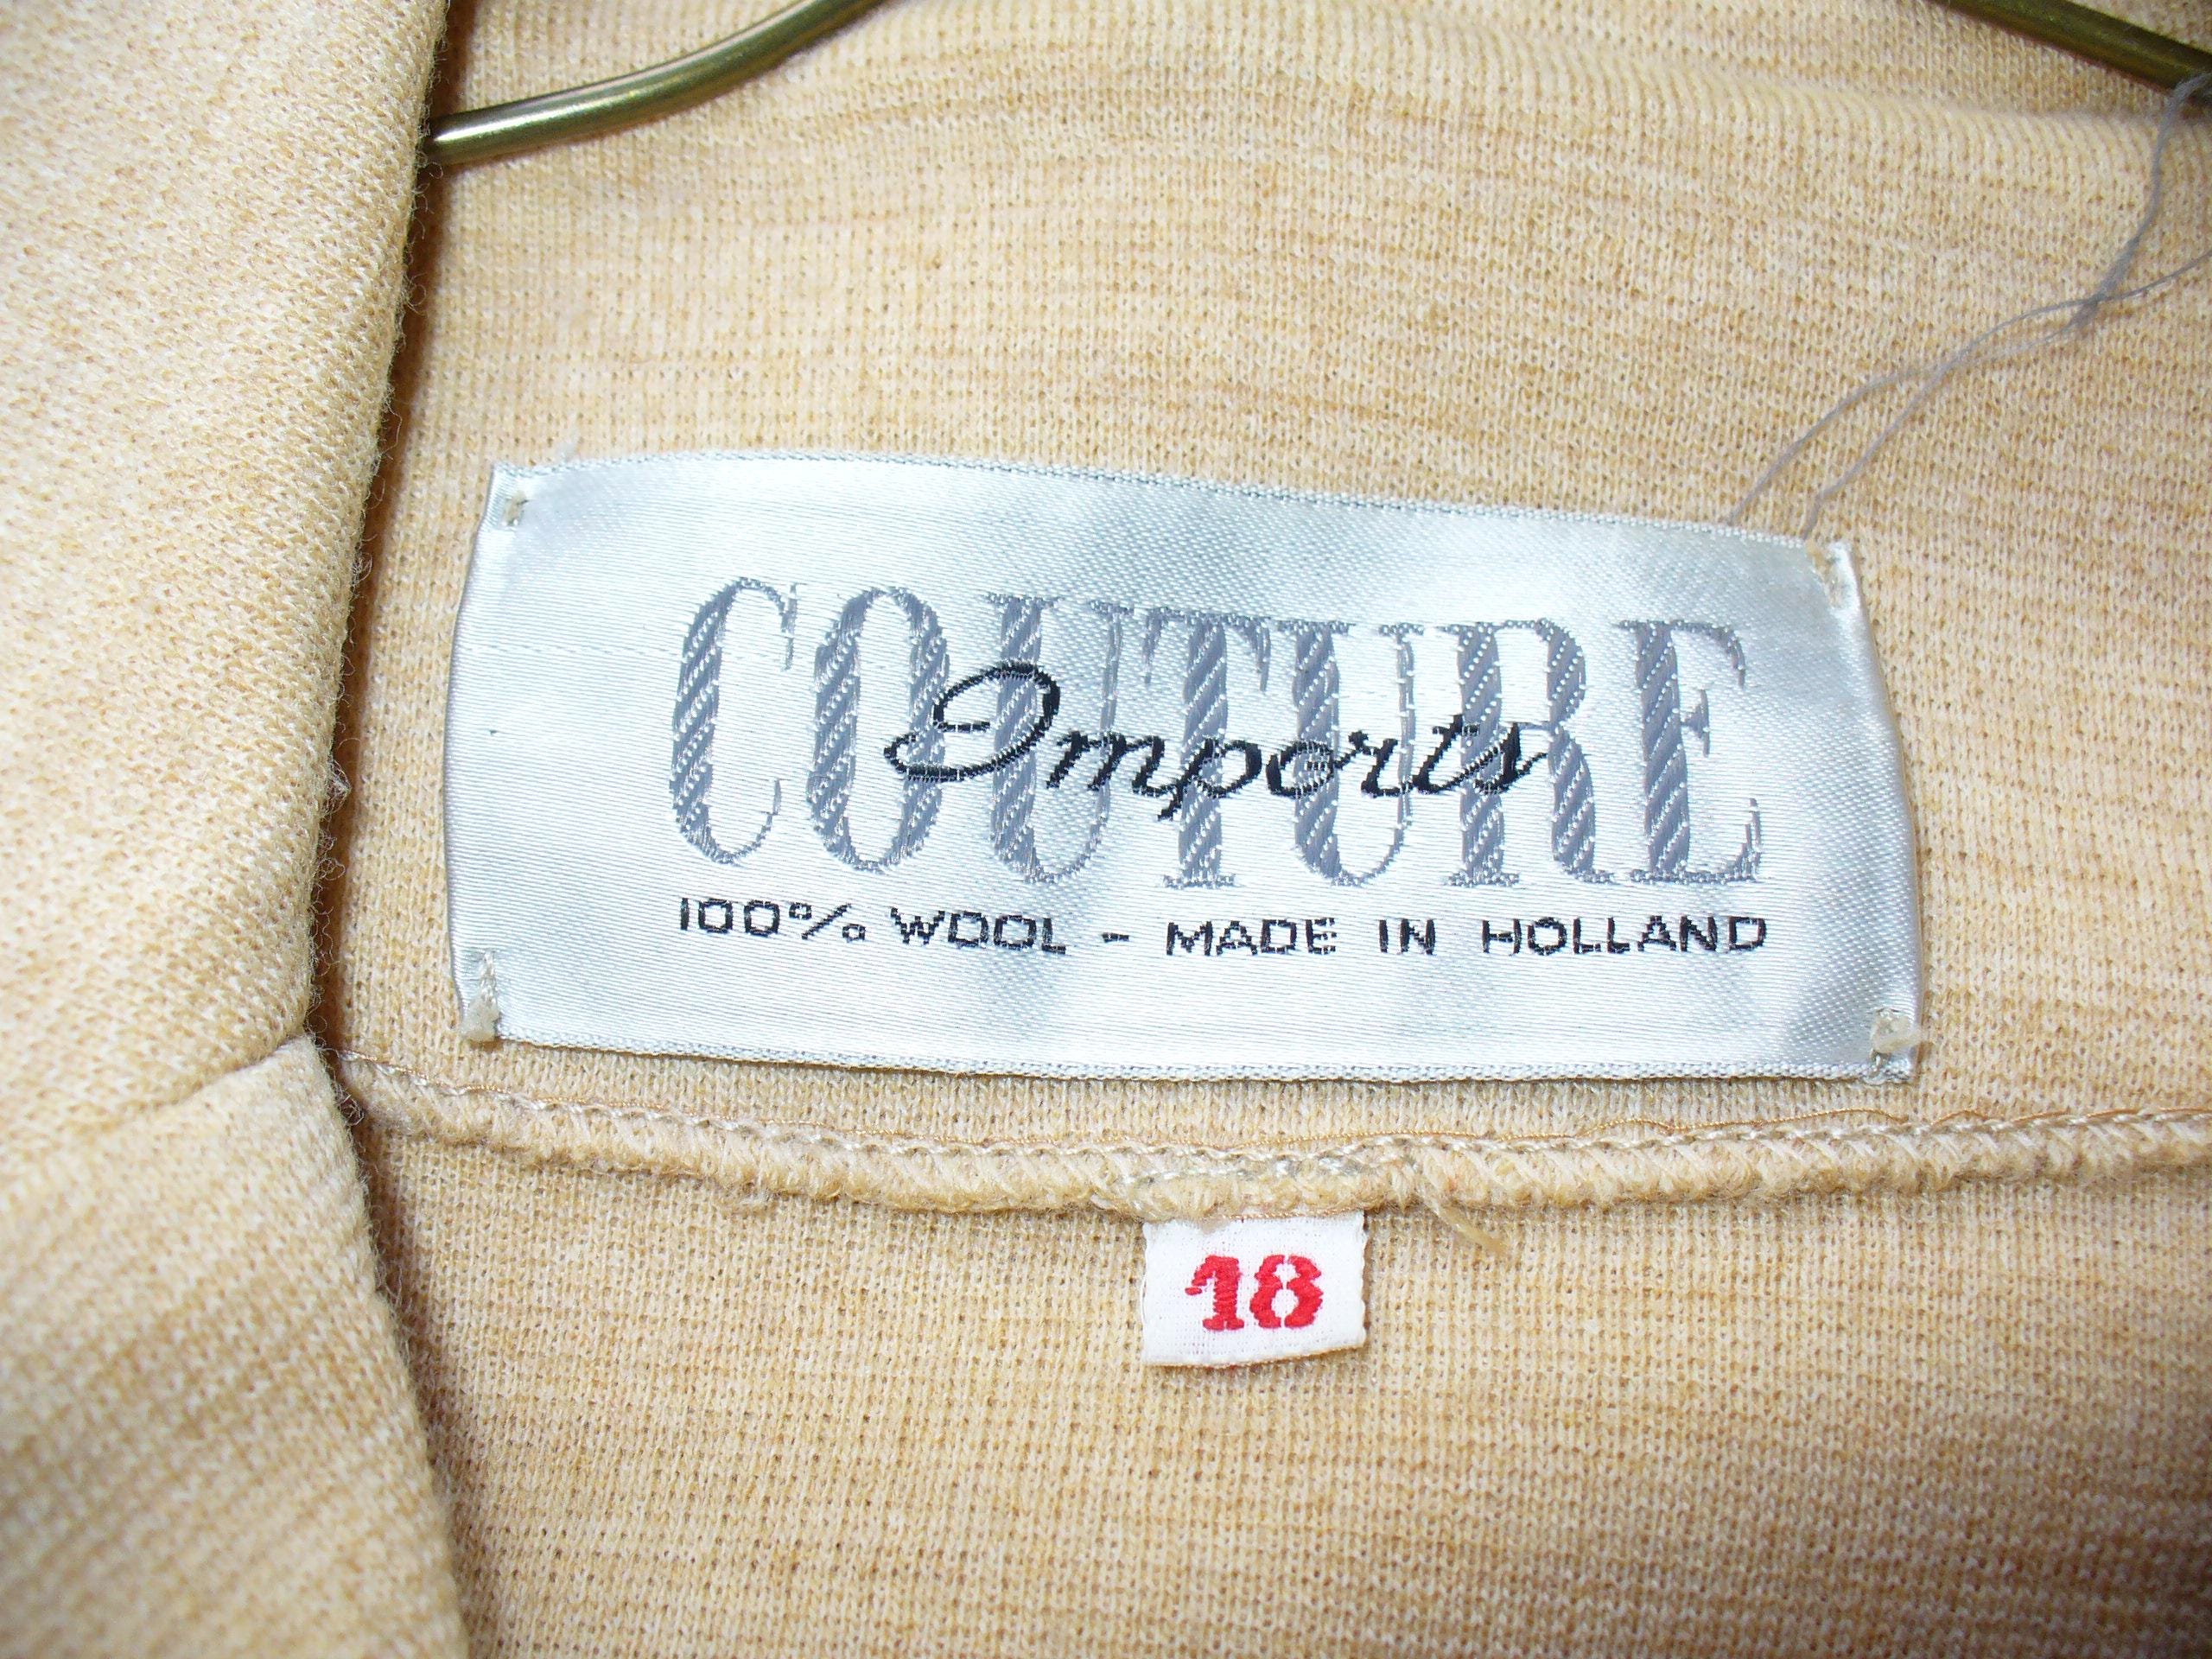 COUTURE
Imports
100% WOOL - MADE IN HOLLAND
18